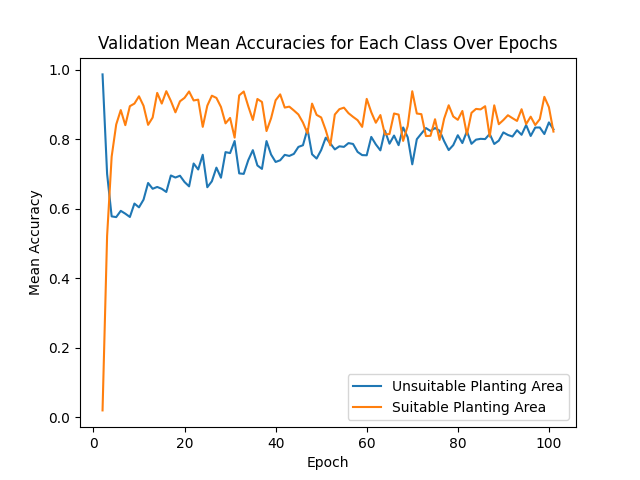 Validation Mean Accuracies for Each Class Over Epochs
Mean Accuracy
1.0
0.8
0.6
0.4
0.2
0.0
Unsuitable Planting Area
Suitable Planting Area
0 20 40 60 80 100
Epoch